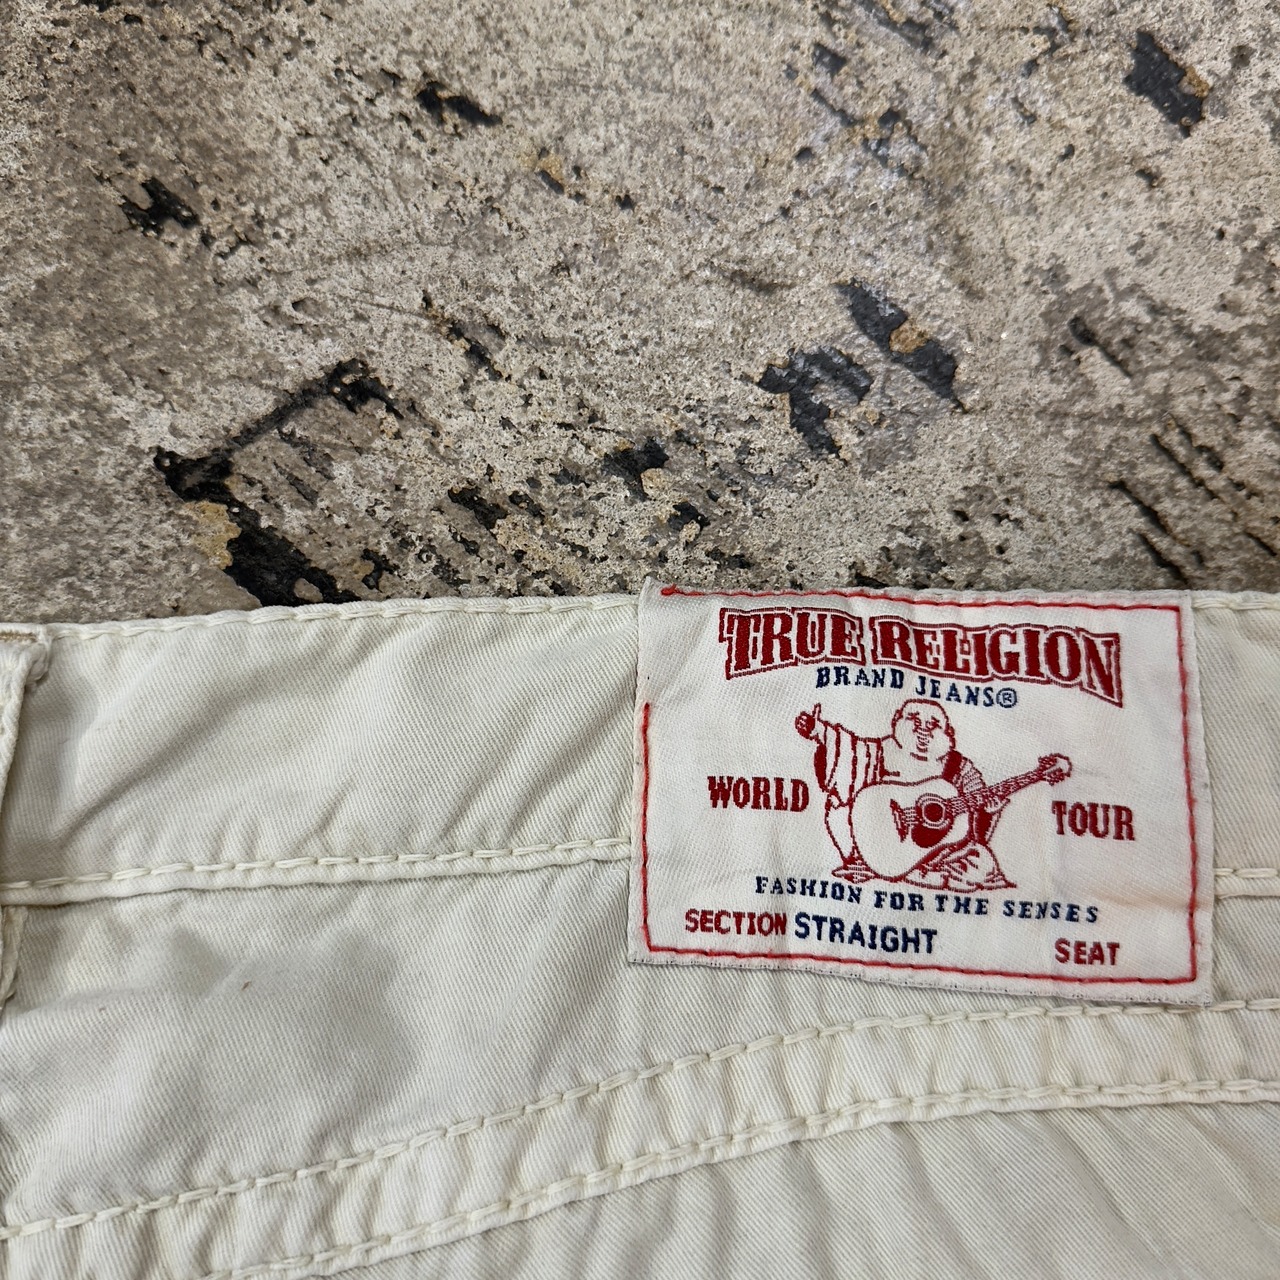 TRUE RELIGION
BRAND JEANS®
WORLD TOUR
FASHION FOR THE SENSES
SECTION STRAIGHT SEAT